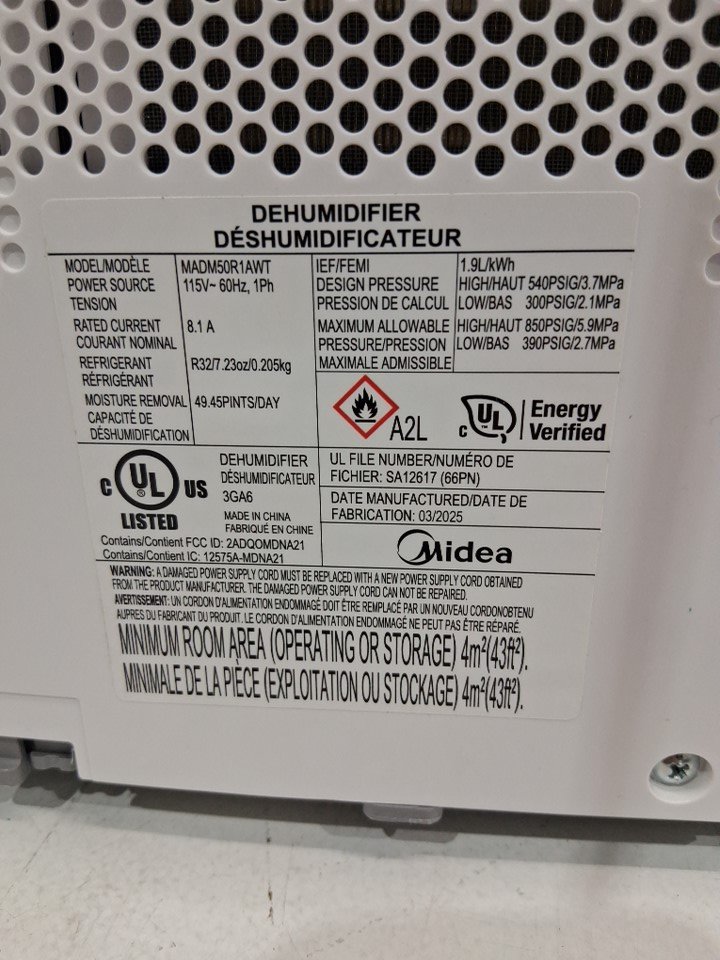 DEHUMIDIFIER
DÉSHUMIDIFICATEUR
MODEL/MODÈLE MADM50R1AWT
POWER SOURCE 115V~ 60Hz, 1Ph
TENSION
RATED CURRENT 8.1 A
COURANT NOMINAL
REFRIGERANT R32/7.23oz/0.205kg
RÉFRIGÉRANT
MOISTURE REMOVAL 49.45PINTS/DAY
CAPACITÉ DE
DÉSHUMIDIFICATION
IEF/FEMI 1.9L/kWh
DESIGN PRESSURE HIGH/HAUT 540PSIG/3.7MPa
PRESSION DE CALCUL LOW/BAS 300PSIG/2.1MPa
MAXIMUM ALLOWABLE HIGH/HAUT 850PSIG/5.9MPa
PRESSURE/PRESSION LOW/BAS 390PSIG/2.7MPa
MAXIMALE ADMISSIBLE
A2L
C UL ™ Energy
Verified
C UL ® US
LISTED
DEHUMIDIFIER
DÉSHUMIDIFICATEUR
3GA6
MADE IN CHINA
FABRIQUÉ EN CHINE
Contains/Contient FCC ID: 2ADQOMDNA21
Contains/Contient IC: 12575A-MDNA21
UL FILE NUMBER/NUMÉRO DE
FICHIER: SA12617 (66PN)
DATE MANUFACTURED/DATE DE
FABRICATION: 03/2025
Midea
WARNING: A DAMAGED POWER SUPPLY CORD MUST BE REPLACED WITH A NEW POWER SUPPLY CORD OBTAINED
FROM THE PRODUCT MANUFACTURER. THE DAMAGED POWER SUPPLY CORD CAN NOT BE REPAIRED.
AVERTISSEMENT: UN CORDON D'ALIMENTATION ENDOMMAGÉ DOIT ÊTRE REMPLACÉ PAR UN NOUVEAU CORDONOBTENU
AUPRES DU FABRICANT DU PRODUIT. LE CORDON D'ALIMENTATION ENDOMMAGÉ NE PEUT PAS ÊTRE RÉPARÉ.
MINIMUM ROOM AREA (OPERATING OR STORAGE) 4m²(43ft²).
MINIMALE DE LA PIÈCE (EXPLOITATION OU STOCKAGE) 4m²(43ft²).